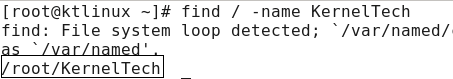 [root@ktlinux ~]# find / -name KernelTech
find: File system loop detected; `/var/named/
as `/var/named'.
/root/KernelTech